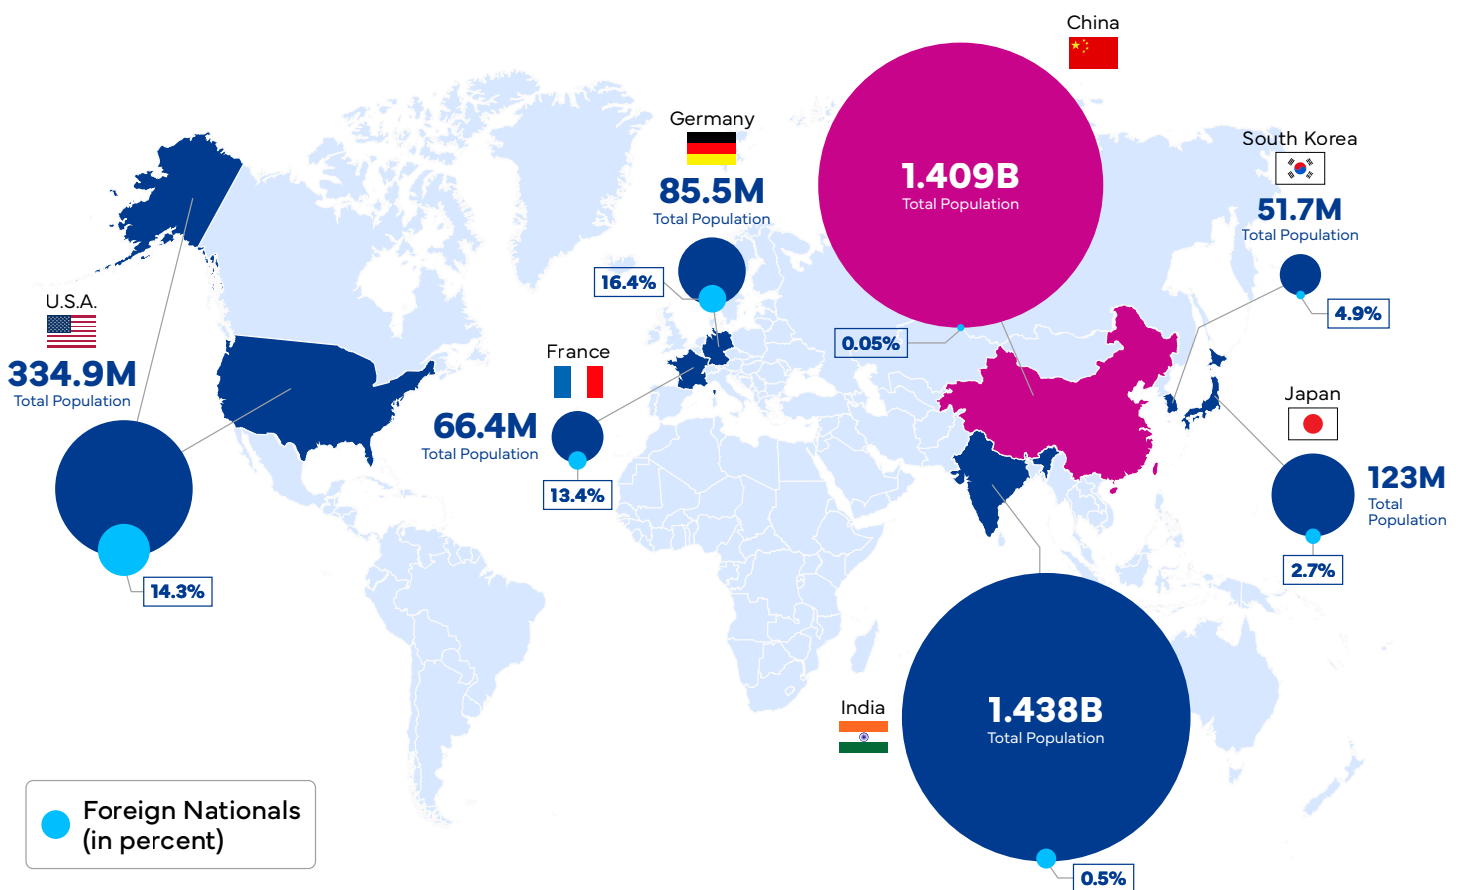 China
1.409B
Total Population
0.05%
Germany
85.5M
Total Population
16.4%
South Korea
51.7M
Total Population
4.9%
U.S.A.
334.9M
Total Population
14.3%
France
66.4M
Total Population
13.4%
Japan
123M
Total
Population
2.7%
India
1.438B
Total Population
0.5%
Foreign Nationals
(in percent)